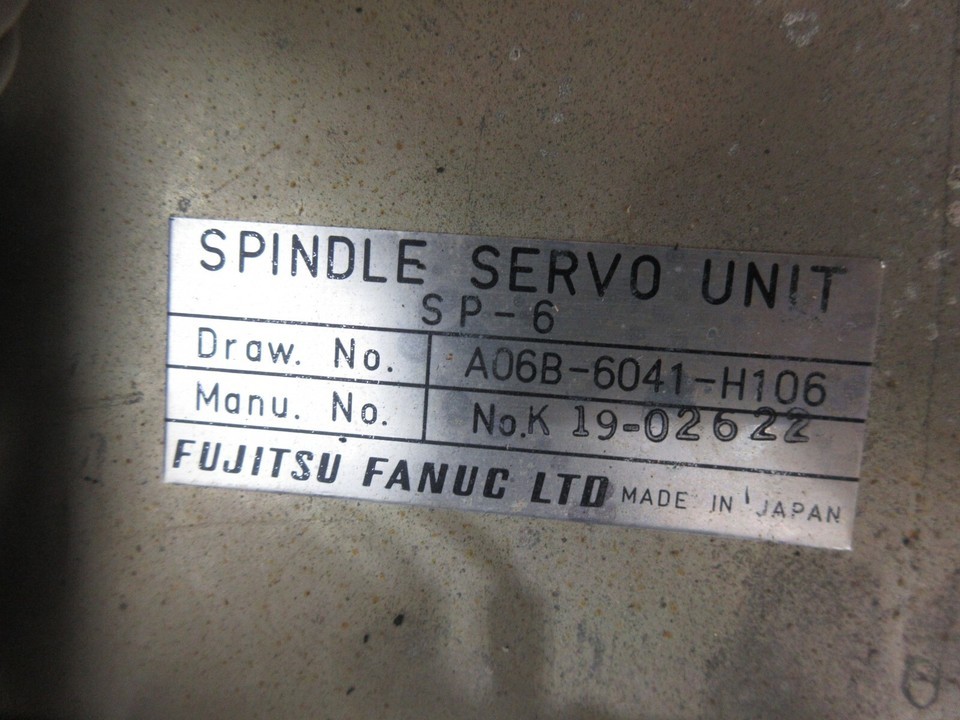 SPINDLE SERVO UNIT
SP-6
Draw. No. A06B-6041-H106
Manu. No. No.K 19-02622
FUJITSU FANUC LTD MADE IN JAPAN